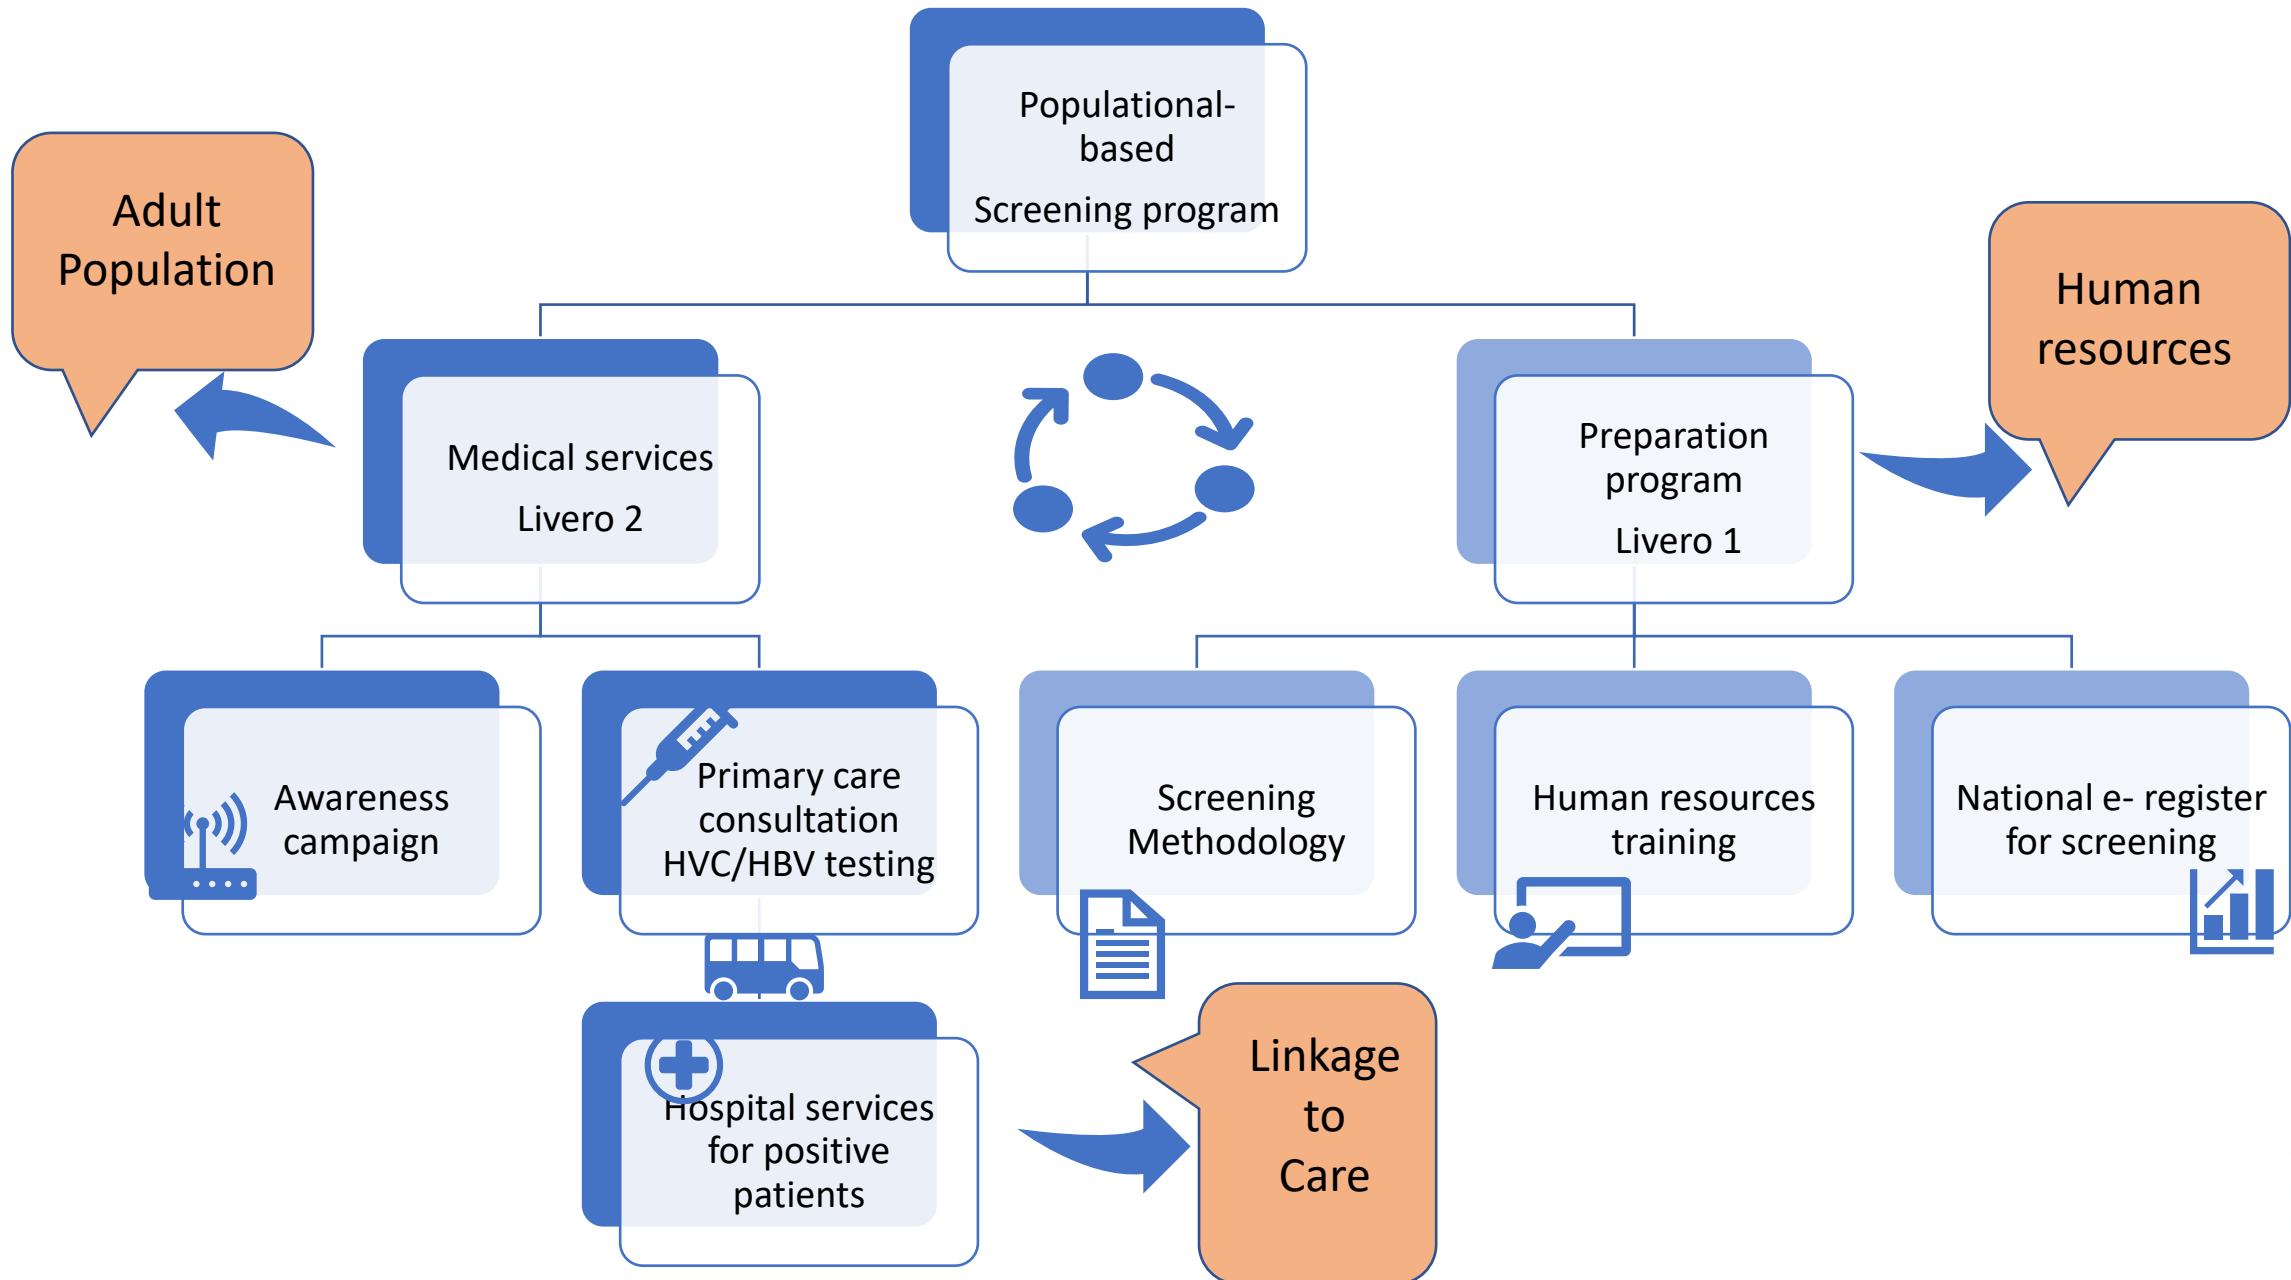 Populational-
based
Screening program
Adult
Population
Human
resources
Medical services
Livero 2
Preparation
program
Livero 1
Awareness
campaign
Primary care
consultation
HVC/HBV testing
Screening
Methodology
Human resources
training
National e- register
for screening
Hospital services
for positive
patients
Linkage
to
Care